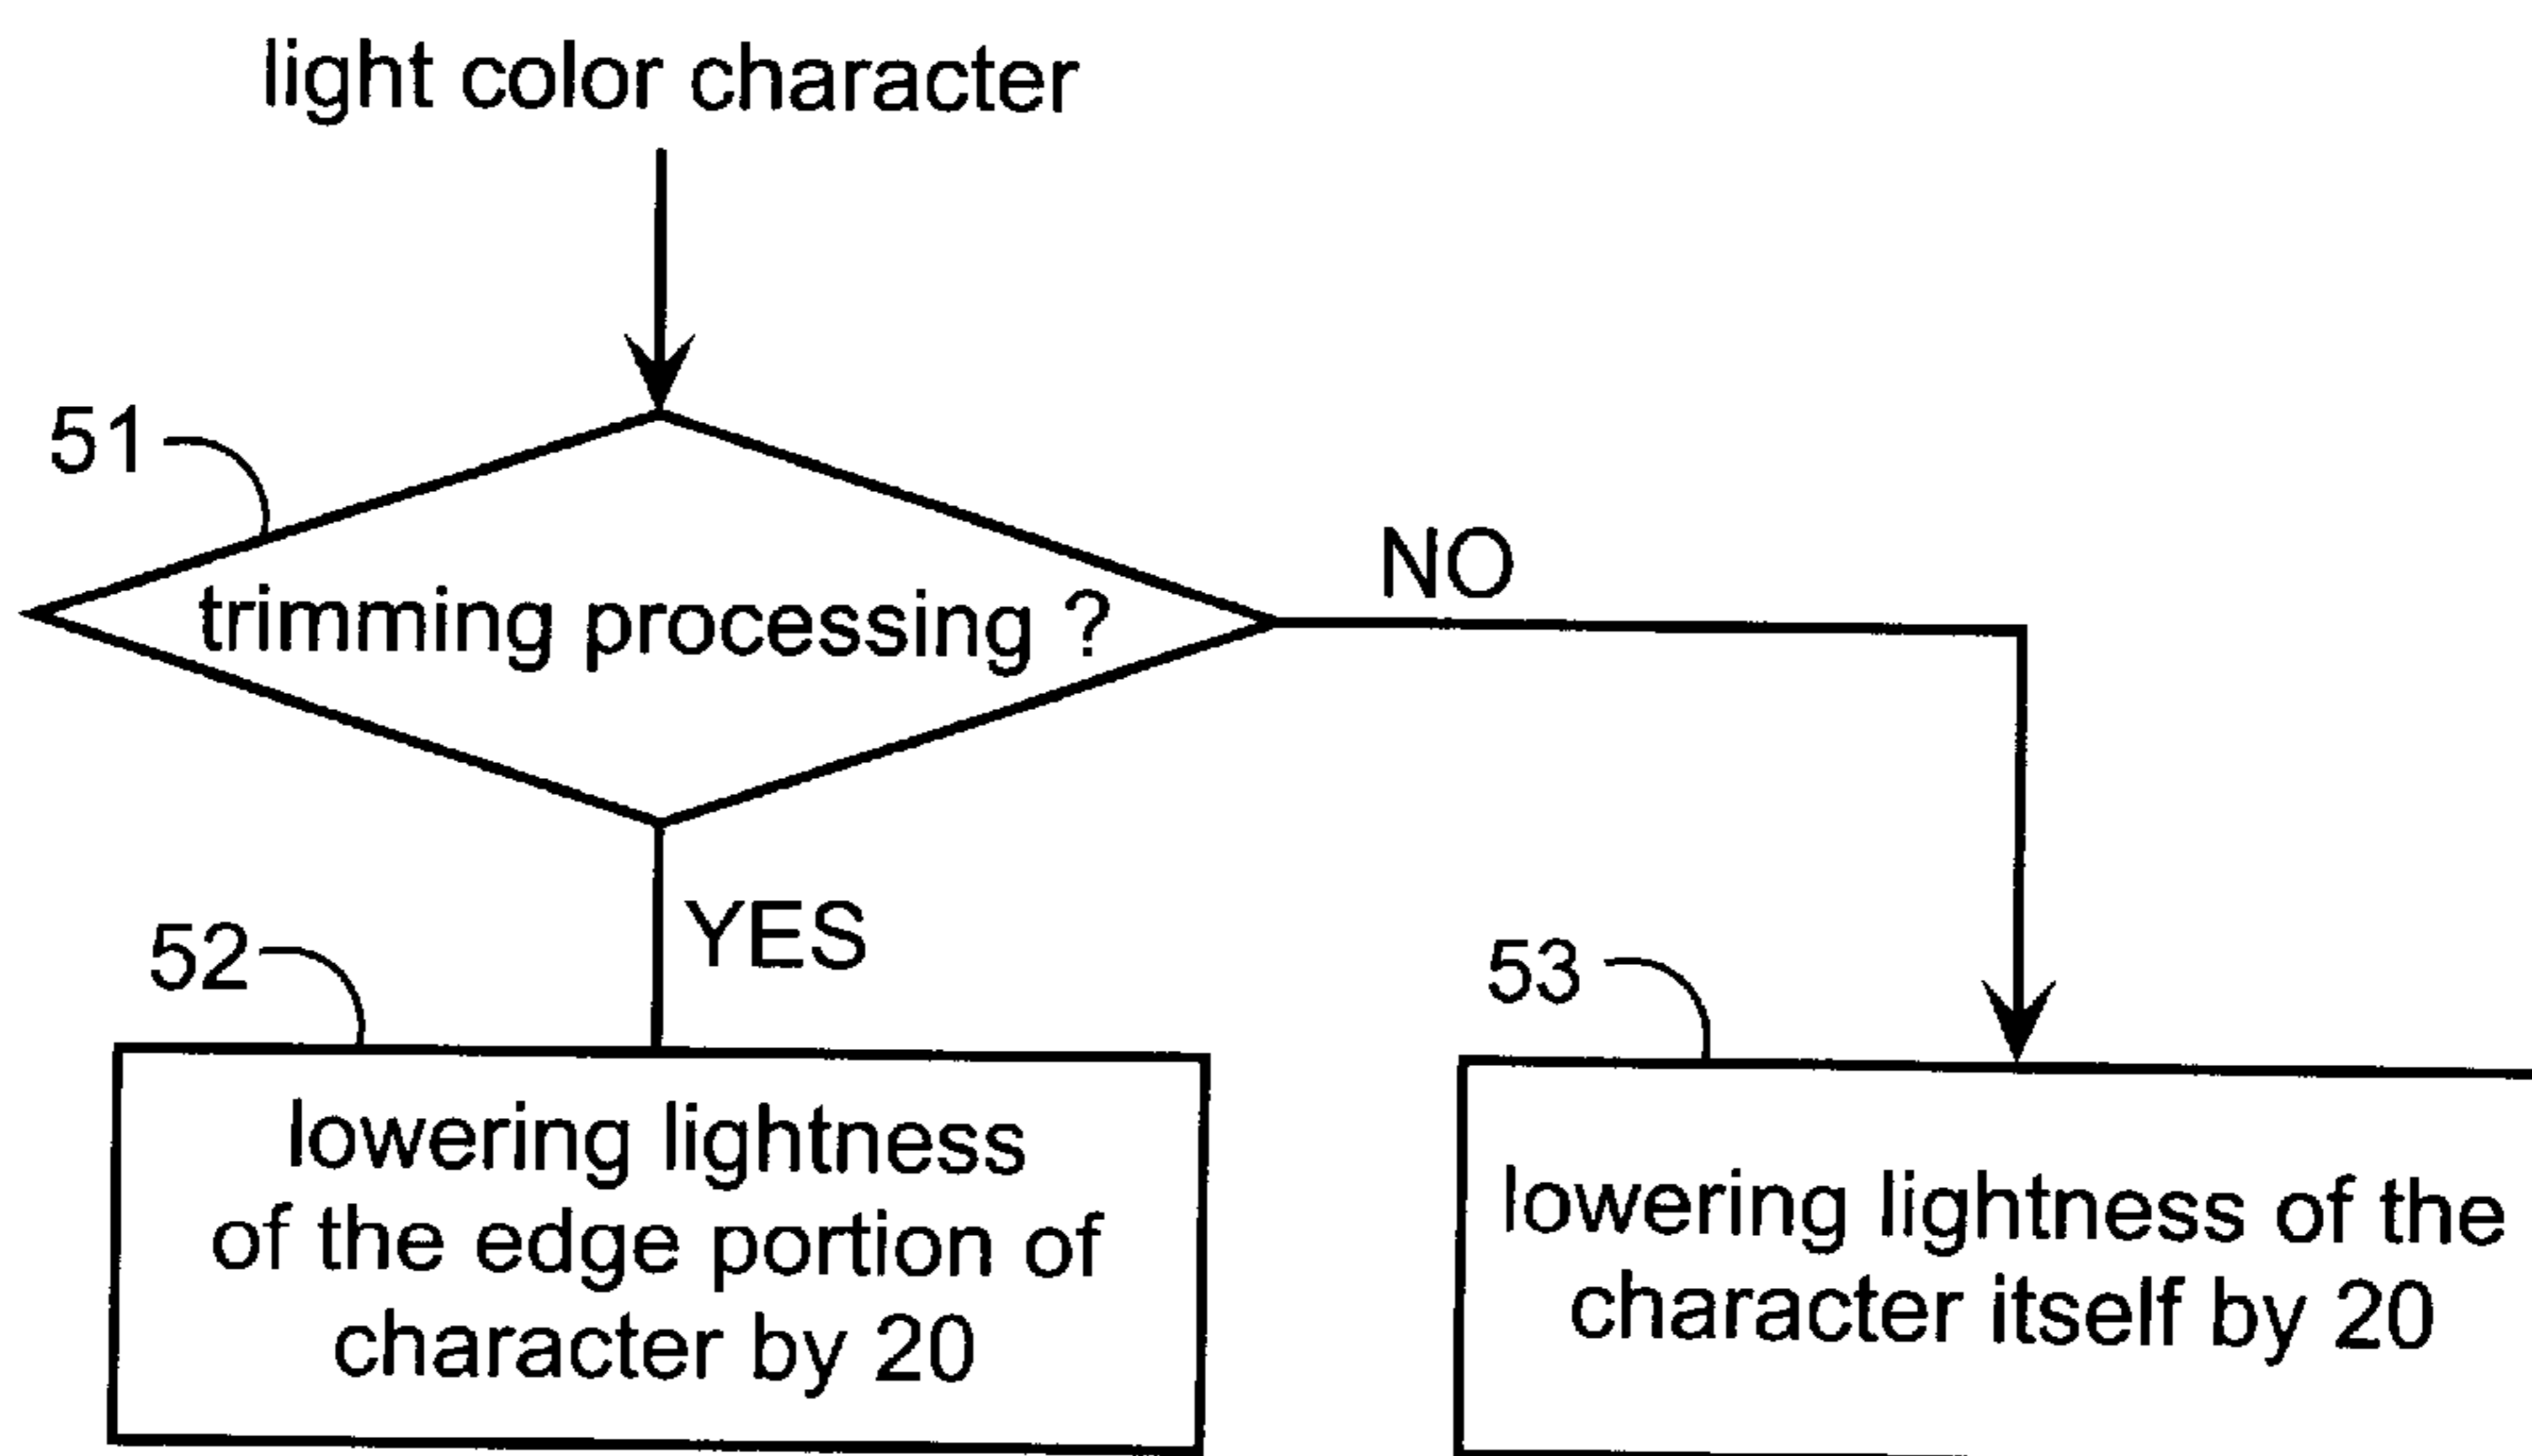 light color character
51
trimming processing ?
NO
YES
52
lowering lightness
of the edge portion of
character by 20
53
lowering lightness of the
character itself by 20